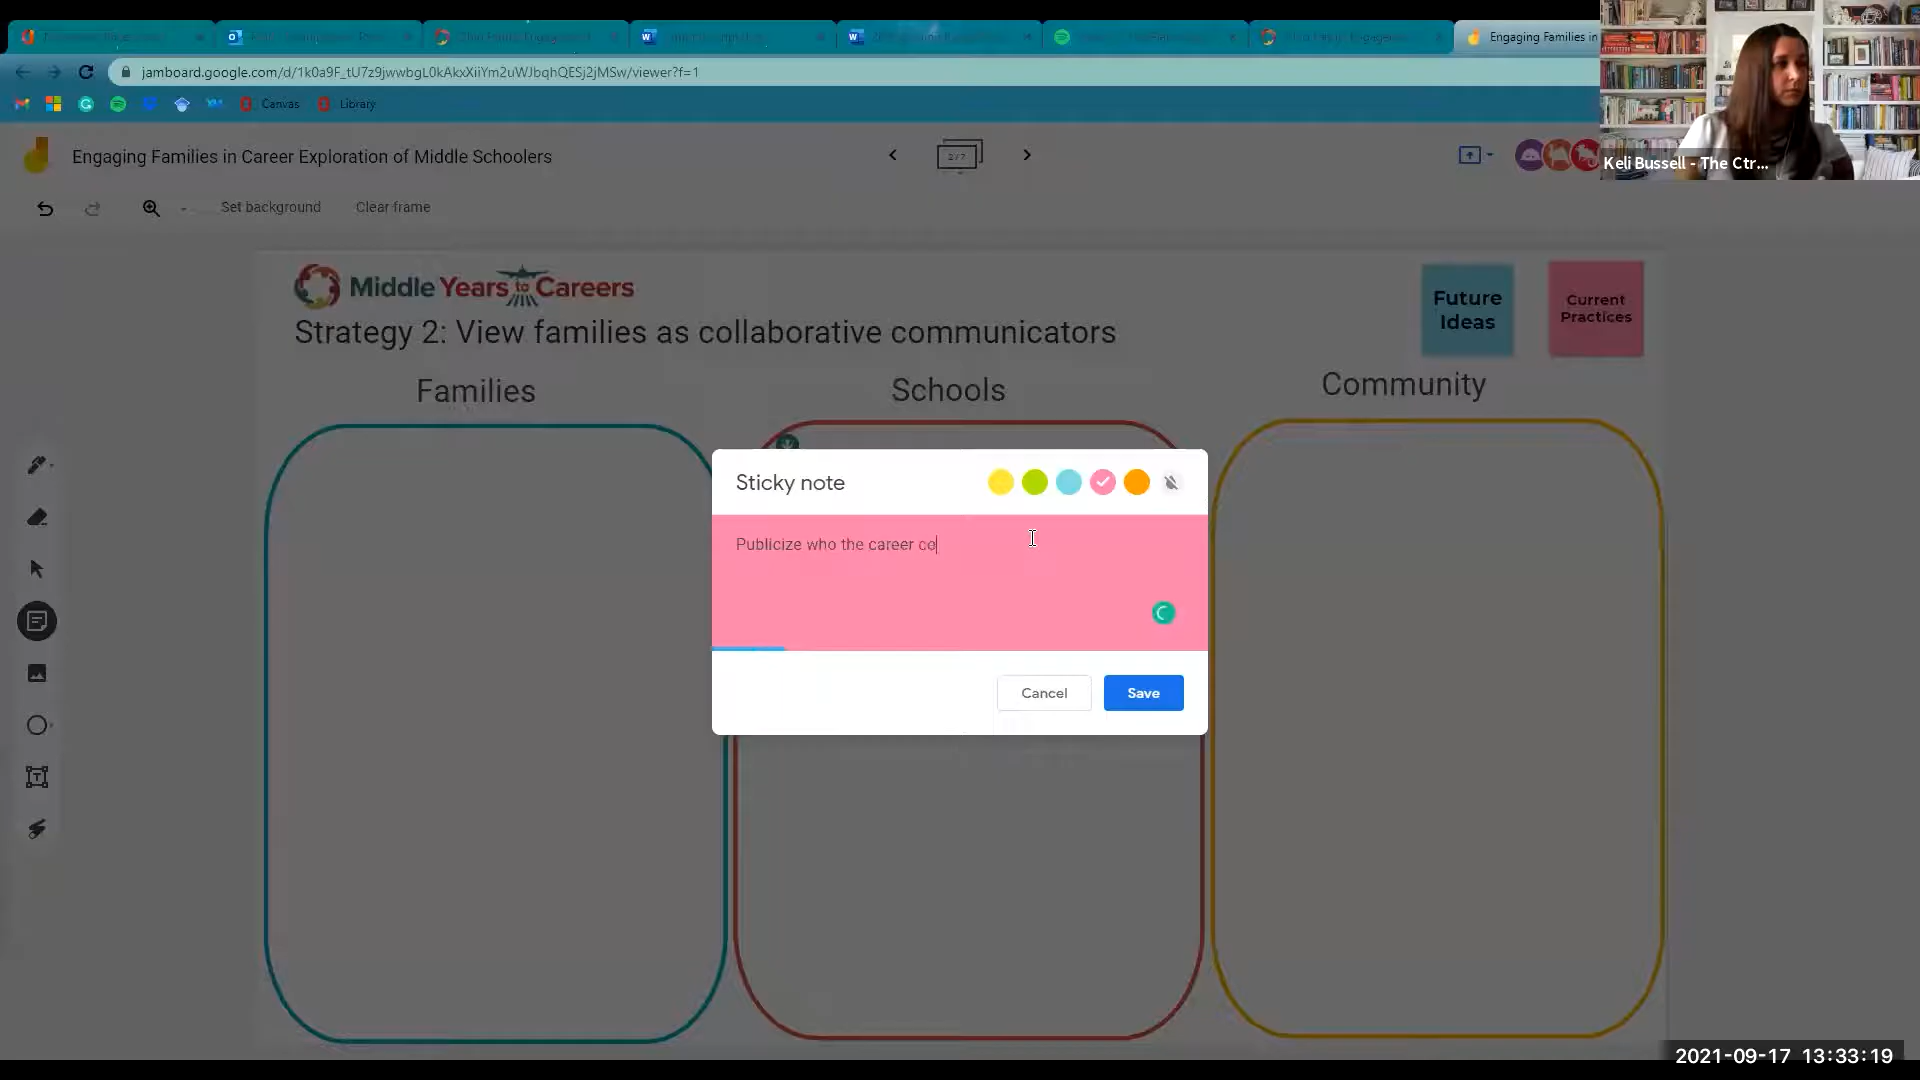 Engaging Families in
jamboard.google.com/d/1k0a9F_tU7z9jwwbgL0kAkxXiiYm2uWJbqhQESj2jMSw/viewer?f=1
Canvas
Library
Keli Bussell - The Ctr...
Engaging Families in Career Exploration of Middle Schoolers
2/7
Set background
Clear frame
Middle Years to Careers
Future
Ideas
Current
Practices
Strategy 2: View families as collaborative communicators
Families
Schools
Community
Sticky note
Publicize who the career ce
Cancel
Save
2021-09-17 13:33:19